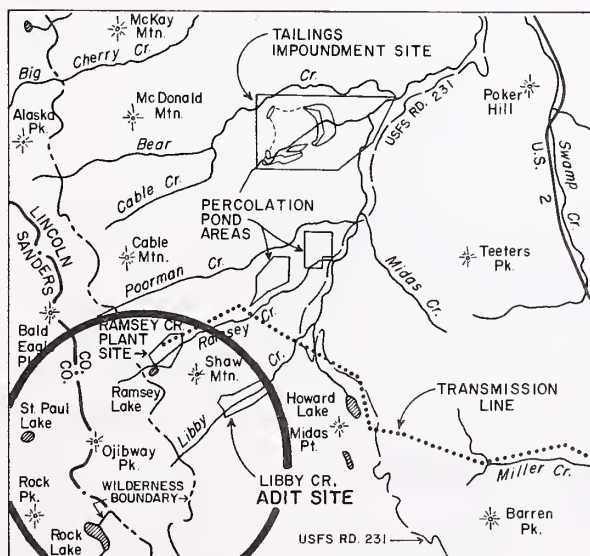 McKay
Mtn.
TAILINGS
IMPOUNDMENT SITE
Big
Cherry Cr.
Cr.
USFS RD. 231
Poker
Hill
McDonald
Mtn.
Alaska
Pk.
Bear
U.S. 2
Swamp
Cr.
Cable Cr.
PERCOLATION
POND
AREAS
LINCOLN
SANDERS
Cable
Mtn.
Poorman Cr.
Midas Cr.
Teeters
Pk.
RAMSEY CR.
PLANT
SITE
Ramsey Cr.
Bald
Eagl
Pk.
CO.
CO.
Shaw
Mtn.
Ramsey
Lake
Cr.
Howard
Lake
TRANSMISSION
LINE
St. Paul
Lake
Libby
Ojibway
Pk.
Midas
Pt.
LIBBY CR.
ADIT SITE
Miller Cr.
Rock
Pk.
WILDERNESS
BOUNDARY
Rock
Lake
USFS RD. 231
Barren
Pk.